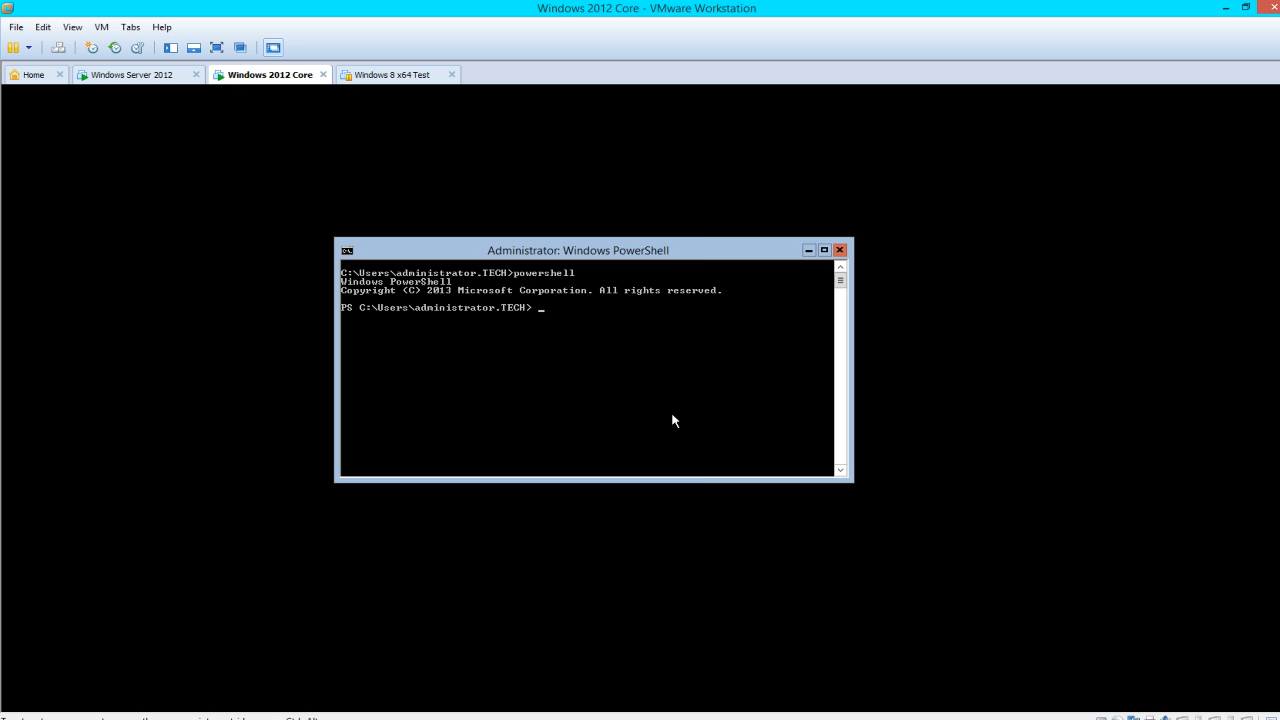 Windows 2012 Core - VMware Workstation
File Edit View VM Tabs Help
Home Windows Server 2012 Windows 2012 Core Windows 8 x64 Test
Administrator: Windows PowerShell
C:\Users\administrator.TECH>powershell
Windows PowerShell
Copyright (C) 2013 Microsoft Corporation. All rights reserved.
PS C:\Users\administrator.TECH> _